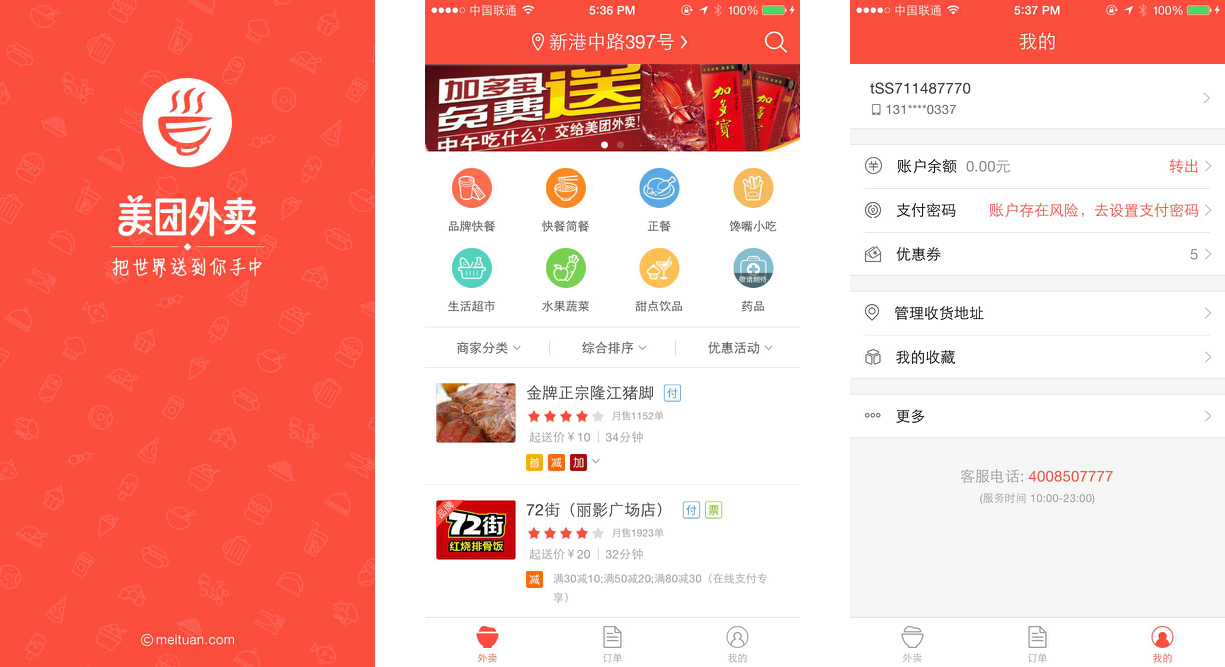 美团外卖
把世界送到你手中
©meituan.com
中国联通
5:36 PM
100%
新港中路397号
加多宝
免费送
中午吃什么？交给美团外卖!
加多宝
加多宝
品牌快餐
快餐简餐
正餐
馋嘴小吃
生活超市
水果蔬菜
甜点饮品
敬请期待
药品
商家分类
综合排序
优惠活动
金牌正宗隆江猪脚 付
月售1152单
起送价￥10
34分钟
首 减 加
品牌
72街
红烧排骨饭
72街（丽影广场店） 付 票
月售1923单
起送价￥20
32分钟
减 满30减10;满50减20;满80减30（在线支付专
享）
外卖
订单
我的
中国联通
5:37 PM
100%
我的
tSS711487770
131****0337
账户余额 0.00元 转出
支付密码 账户存在风险，去设置支付密码
优惠券 5
管理收货地址
我的收藏
更多
客服电话: 4008507777
(服务时间 10:00-23:00)
外卖
订单
我的